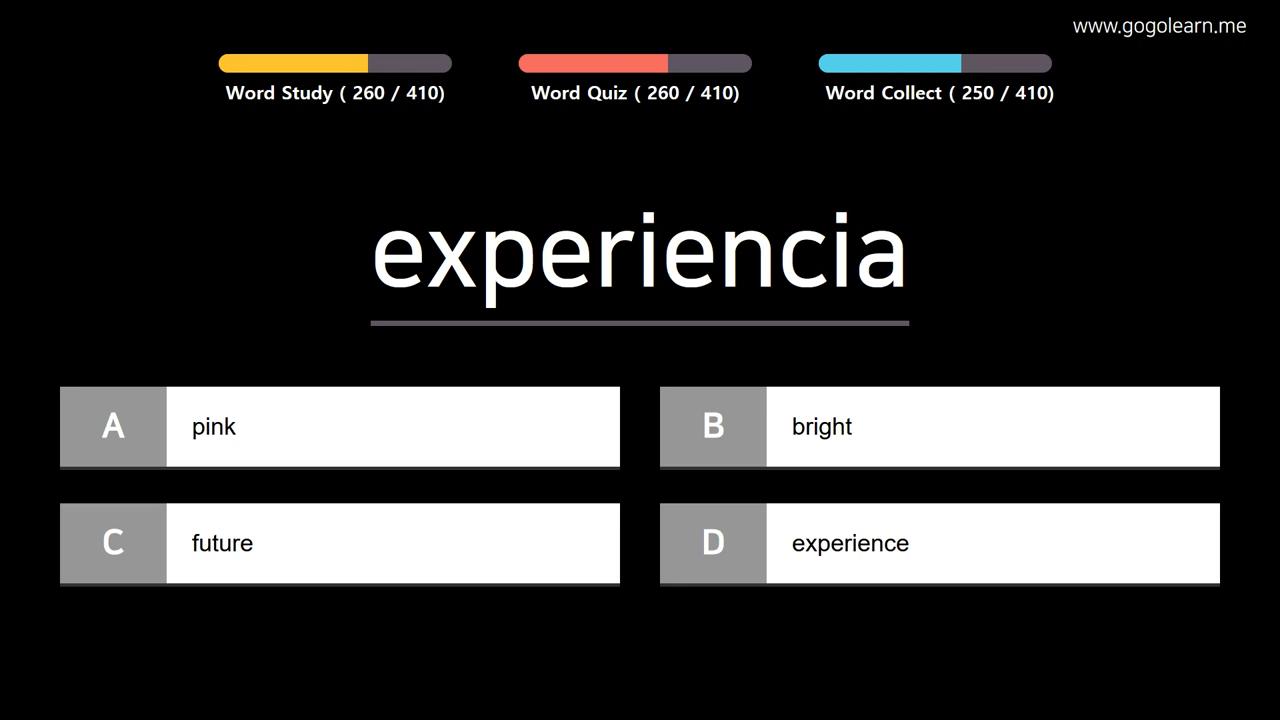 www.gogolearn.me
Word Study ( 260 / 410)
Word Quiz ( 260 / 410)
Word Collect ( 250 / 410)
experiencia
A pink
B bright
C future
D experience